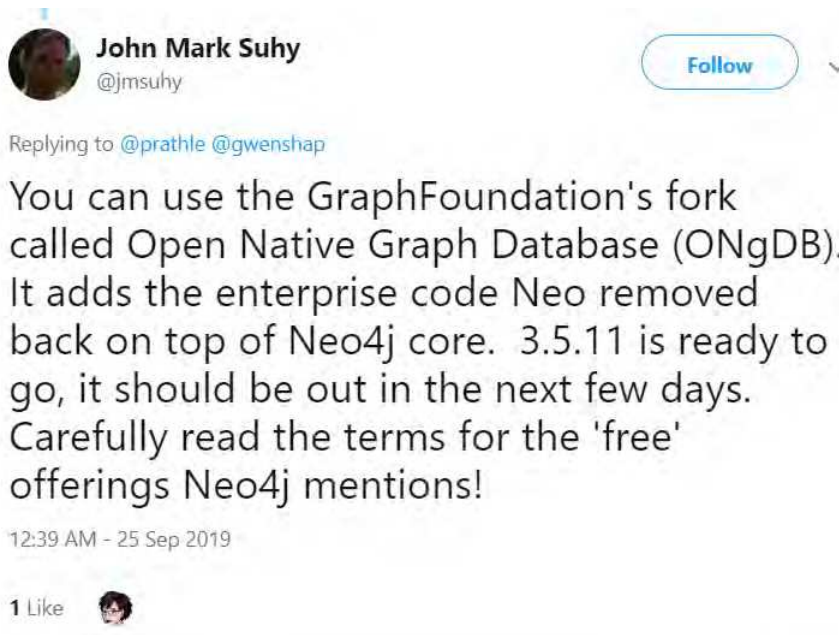 John Mark Suhy
@jmsuhy
Follow
Replying to @prathle @gwenshap
You can use the GraphFoundation's fork
called Open Native Graph Database (ONgDB).
It adds the enterprise code Neo removed
back on top of Neo4j core.  3.5.11 is ready to
go, it should be out in the next few days.
Carefully read the terms for the 'free'
offerings Neo4j mentions!
12:39 AM - 25 Sep 2019
1 Like